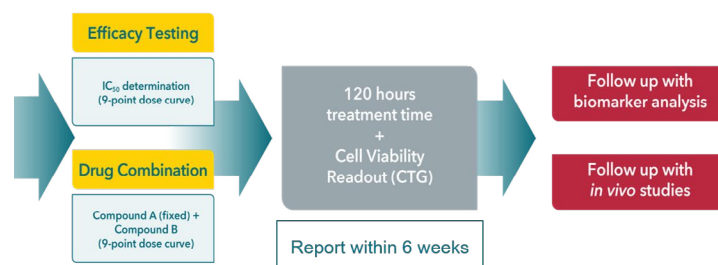 Efficacy Testing
IC₅₀ determination
(9-point dose curve)
Drug Combination
Compound A (fixed) +
Compound B
(9-point dose curve)
120 hours
treatment time
+
Cell Viability
Readout (CTG)
Report within 6 weeks
Follow up with
biomarker analysis
Follow up with
in vivo studies